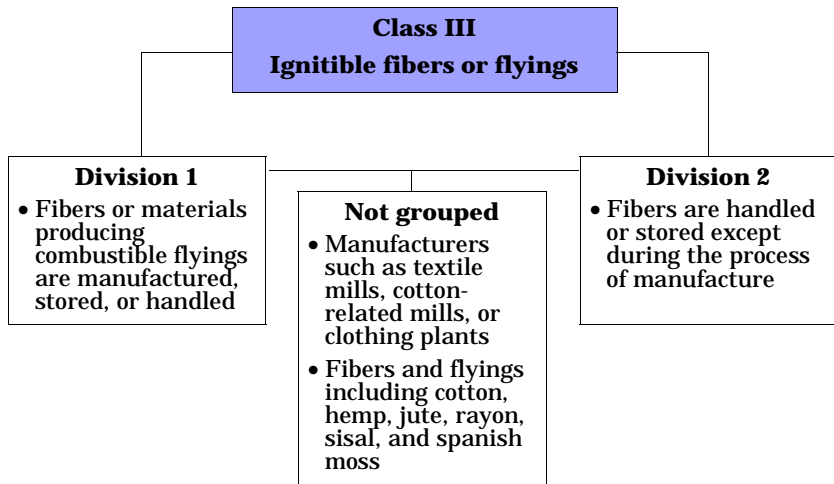 Class III
Ignitible fibers or flyings
Division 1
• Fibers or materials
producing
combustible flyings
are manufactured,
stored, or handled
Not grouped
• Manufacturers
such as textile
mills, cotton-
related mills, or
clothing plants
• Fibers and flyings
including cotton,
hemp, jute, rayon,
sisal, and spanish
moss
Division 2
• Fibers are handled
or stored except
during the process
of manufacture